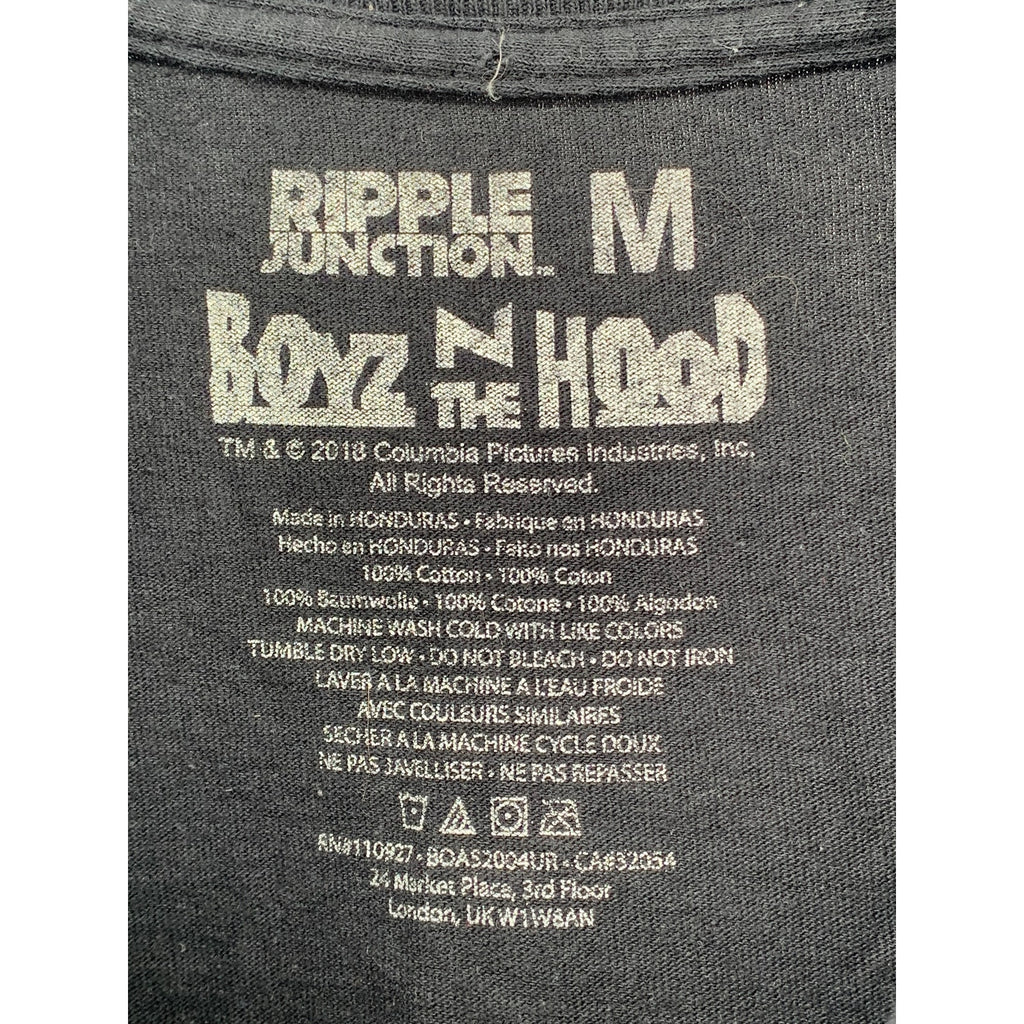 RIPPLE M
JUNCTION™
BOYZ N THE HOOD
TM & © 2018 Columbia Pictures Industries, Inc.
All Rights Reserved.
Made in HONDURAS • Fabrique en HONDURAS
Hecho en HONDURAS • Faito nos HONDURAS
100% Cotton • 100% Coton
100% Baumwolle • 100% Cotone • 100% Algodon
MACHINE WASH COLD WITH LIKE COLORS
TUMBLE DRY LOW • DO NOT BLEACH • DO NOT IRON
LAVER A LA MACHINE A L'EAU FROIDE
AVEC COULEURS SIMILAIRES
SECHER A LA MACHINE CYCLE DOUX
NE PAS JAVELLISER • NE PAS REPASSER
RN#110927 • BOAS2004UR • CA#32054
24 Market Place, 3rd Floor
London, UK W1W8AN